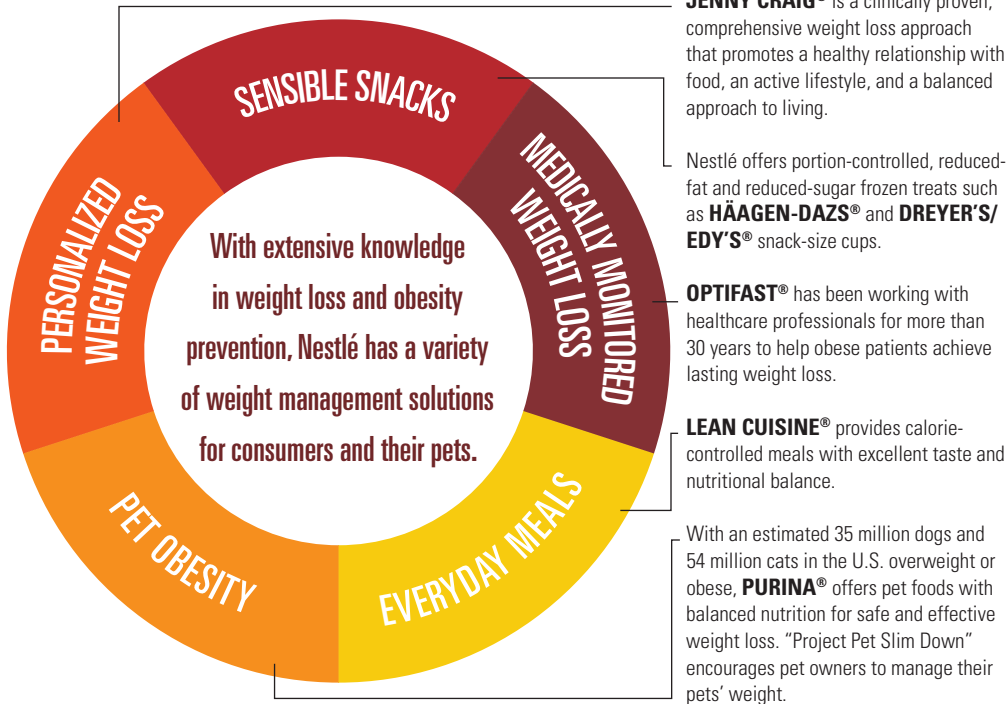 JENNY CRAIG® is a clinically proven,
comprehensive weight loss approach
that promotes a healthy relationship with
food, an active lifestyle, and a balanced
approach to living.
Nestlé offers portion-controlled, reduced-
fat and reduced-sugar frozen treats such
as HÄAGEN-DAZS® and DREYER'S/
EDY'S® snack-size cups.
OPTIFAST® has been working with
healthcare professionals for more than
30 years to help obese patients achieve
lasting weight loss.
LEAN CUISINE® provides calorie-
controlled meals with excellent taste and
nutritional balance.
With an estimated 35 million dogs and
54 million cats in the U.S. overweight or
obese, PURINA® offers pet foods with
balanced nutrition for safe and effective
weight loss. “Project Pet Slim Down”
encourages pet owners to manage their
pets’ weight.
SENSIBLE SNACKS
MEDICALLY MONITORED
WEIGHT LOSS
EVERYDAY MEALS
PET OBESITY
PERSONALIZED
WEIGHT LOSS
With extensive knowledge
in weight loss and obesity
prevention, Nestlé has a variety
of weight management solutions
for consumers and their pets.